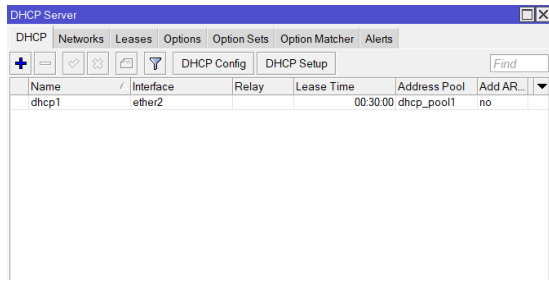 DHCP Server
DHCP Networks Leases Options Option Sets Option Matcher Alerts
DHCP Config DHCP Setup Find
Name Interface Relay Lease Time Address Pool Add AR...
dhcp1 ether2 00:30:00 dhcp_pool1 no